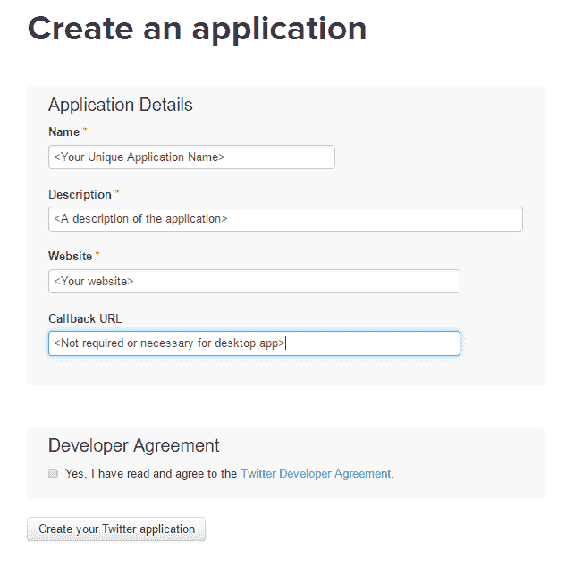 Create an application
Application Details
Name *
<Your Unique Application Name>
Description *
<A description of the application>
Website *
<Your website>
Callback URL
<Not required or necessary for desktop app>
Developer Agreement
Yes, I have read and agree to the Twitter Developer Agreement.
Create your Twitter application